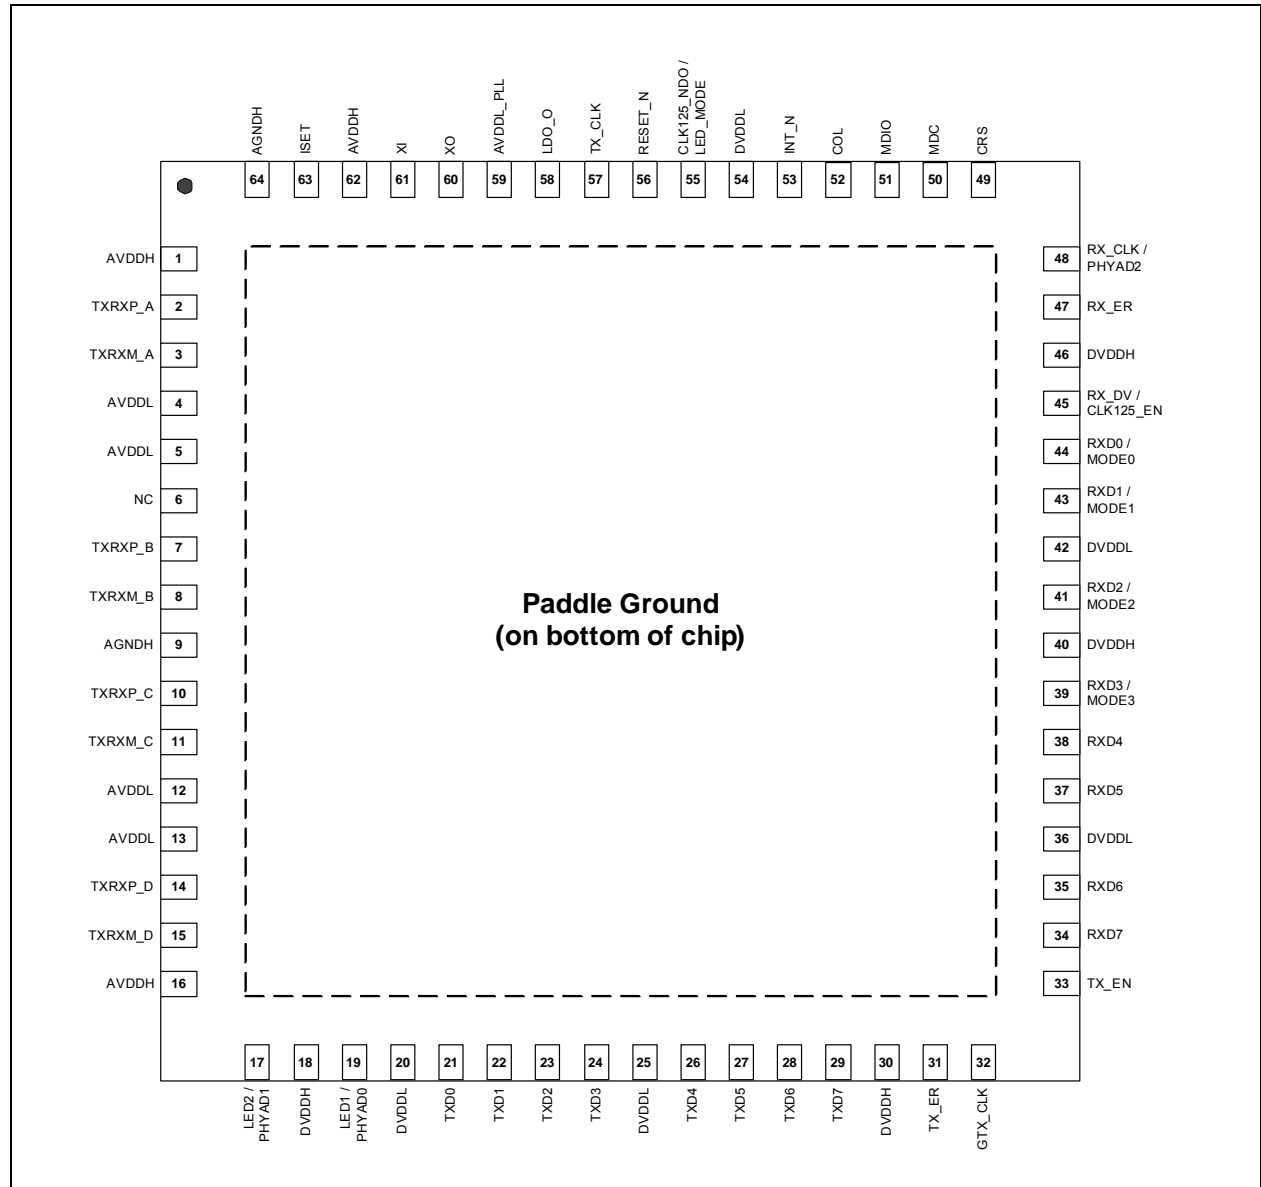 AGNDH
ISET
AVDDH
XI
XO
AVDDL_PLL
LDO_O
TX_CLK
RESET_N
CLK125_NDO /
LED_MODE
DVDDL
INT_N
COL
MDIO
MDC
CRS
64 63 62 61 60 59 58 57 56 55 54 53 52 51 50 49
AVDDH 1
TXRXP_A 2
TXRXM_A 3
AVDDL 4
AVDDL 5
NC 6
TXRXP_B 7
TXRXM_B 8
AGNDH 9
TXRXP_C 10
TXRXM_C 11
AVDDL 12
AVDDL 13
TXRXP_D 14
TXRXM_D 15
AVDDH 16
Paddle Ground
(on bottom of chip)
48 RX_CLK /
PHYAD2
47 RX_ER
46 DVDDH
45 RX_DV /
CLK125_EN
44 RXD0 /
MODE0
43 RXD1 /
MODE1
42 DVDDL
41 RXD2 /
MODE2
40 DVDDH
39 RXD3 /
MODE3
38 RXD4
37 RXD5
36 DVDDL
35 RXD6
34 RXD7
33 TX_EN
17 18 19 20 21 22 23 24 25 26 27 28 29 30 31 32
LED2 /
PHYAD1
DVDDH
LED1 /
PHYAD0
DVDDL
TXD0
TXD1
TXD2
TXD3
DVDDL
TXD4
TXD5
TXD6
TXD7
DVDDH
TX_ER
GTX_CLK